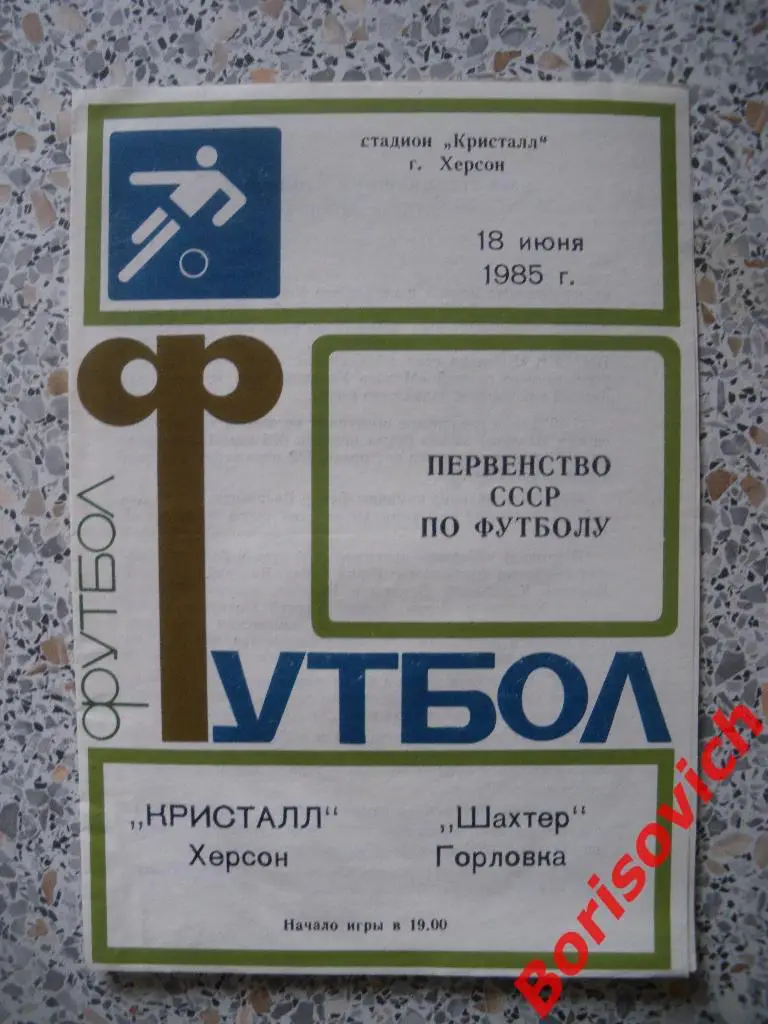 стадион „Кристалл“
г. Херсон
18 июня
1985 г.
ПЕРВЕНСТВО
СССР
ПО ФУТБОЛУ
ФУТБОЛ
ФУТБОЛ
„КРИСТАЛЛ“
Херсон
„Шахтер“
Горловка
Начало игры в 19.00
Borisovich